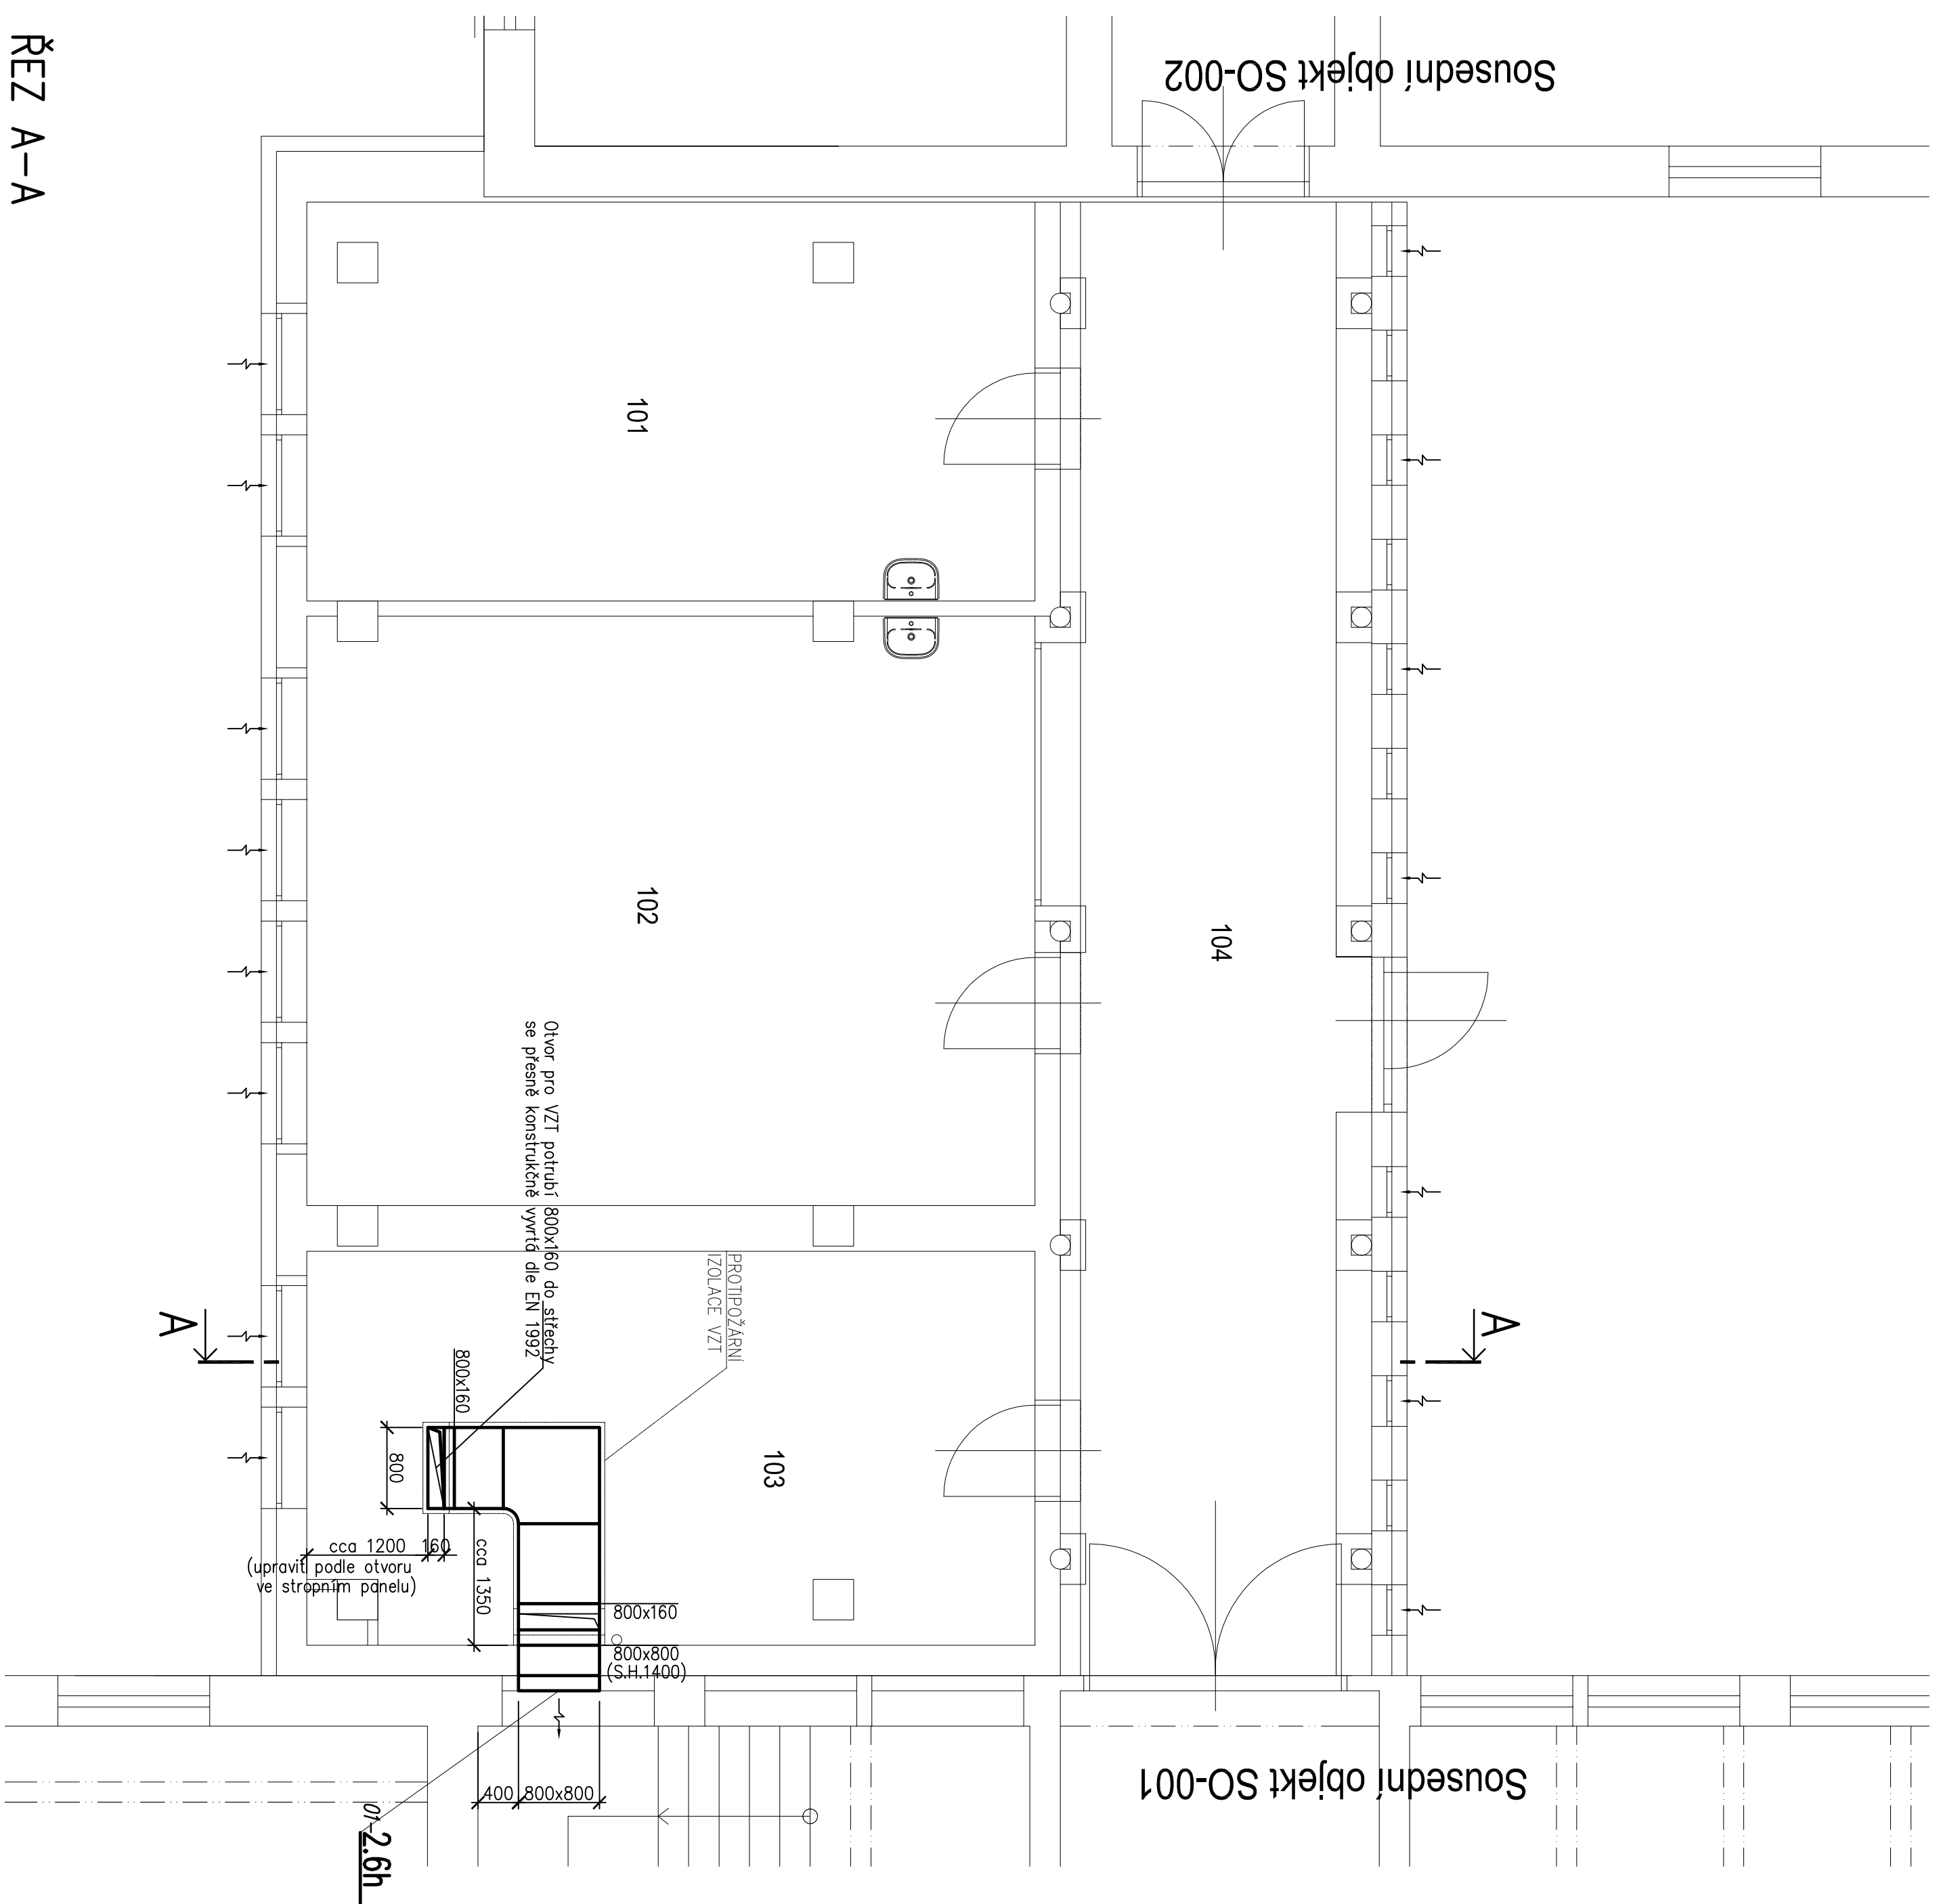 ŘEZ A-A
Sousední objekt SO-002
101
102
104
103
Otvor pro VZT potrubí 800x160 do střechy
se přesně konstrukčně vyvrtá dle EN 1992
PROTIPOŽÁRNÍ
IZOLACE VZT
A
A
800x160
800
cca 1200
160
(upravit podle otvoru
ve stropním panelu)
cca 1350
800x160
800x800
(S.H.1400)
400
800x800
01-2.6h
Sousední objekt SO-001